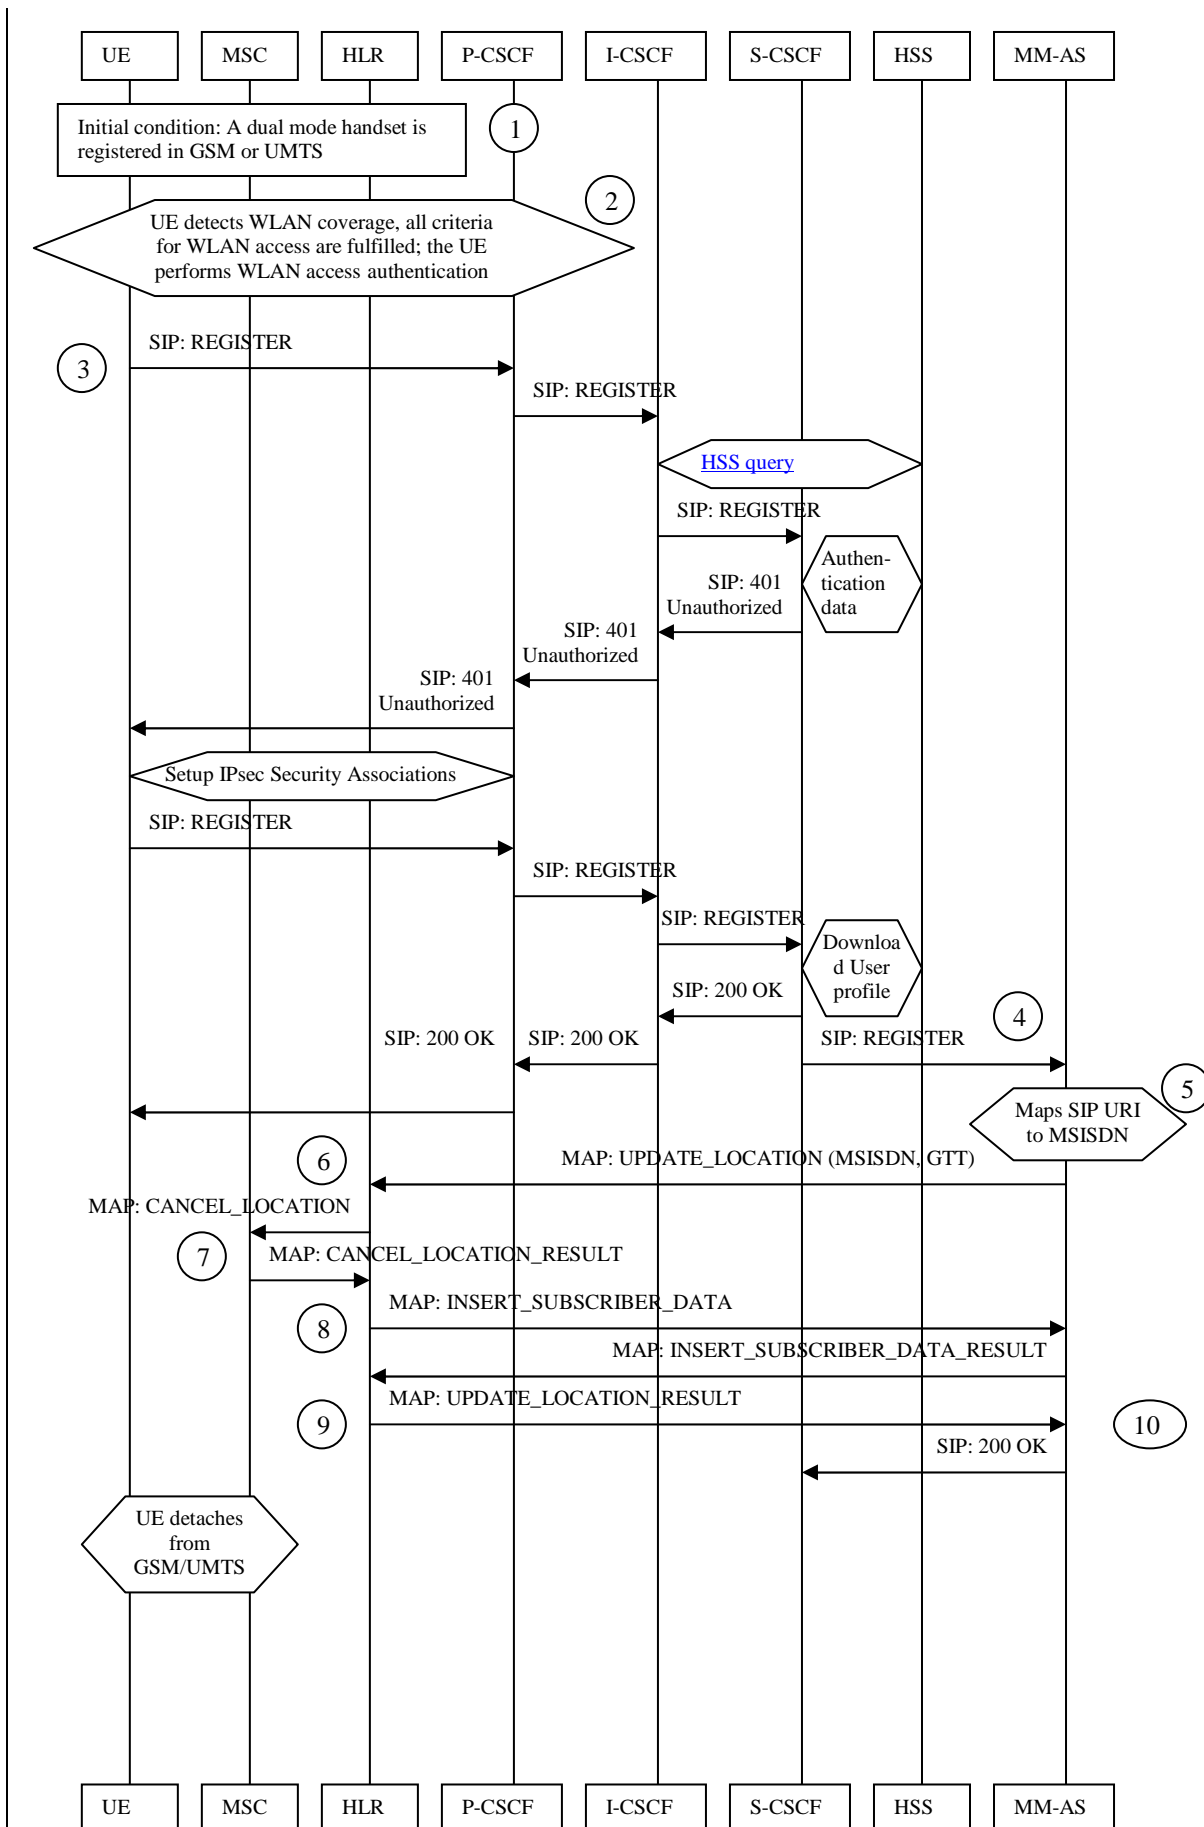 UE
MSC
HLR
P-CSCF
I-CSCF
S-CSCF
HSS
MM-AS
Initial condition: A dual mode handset is
registered in GSM or UMTS
1
2
UE detects WLAN coverage, all criteria
for WLAN access are fulfilled; the UE
performs WLAN access authentication
SIP: REGISTER
3
SIP: REGISTER
HSS query
SIP: REGISTER
Authen-
tication
data
SIP: 401
Unauthorized
SIP: 401
Unauthorized
SIP: 401
Unauthorized
Setup IPsec Security Associations
SIP: REGISTER
SIP: REGISTER
SIP: REGISTER
Downloa
d User
profile
SIP: 200 OK
4
SIP: 200 OK
SIP: 200 OK
SIP: REGISTER
5
Maps SIP URI
to MSISDN
6
MAP: UPDATE_LOCATION (MSISDN, GTT)
MAP: CANCEL_LOCATION
7
MAP: CANCEL_LOCATION_RESULT
MAP: INSERT_SUBSCRIBER_DATA
8
MAP: INSERT_SUBSCRIBER_DATA_RESULT
MAP: UPDATE_LOCATION_RESULT
9
10
SIP: 200 OK
UE detaches
from
GSM/UMTS
UE
MSC
HLR
P-CSCF
I-CSCF
S-CSCF
HSS
MM-AS